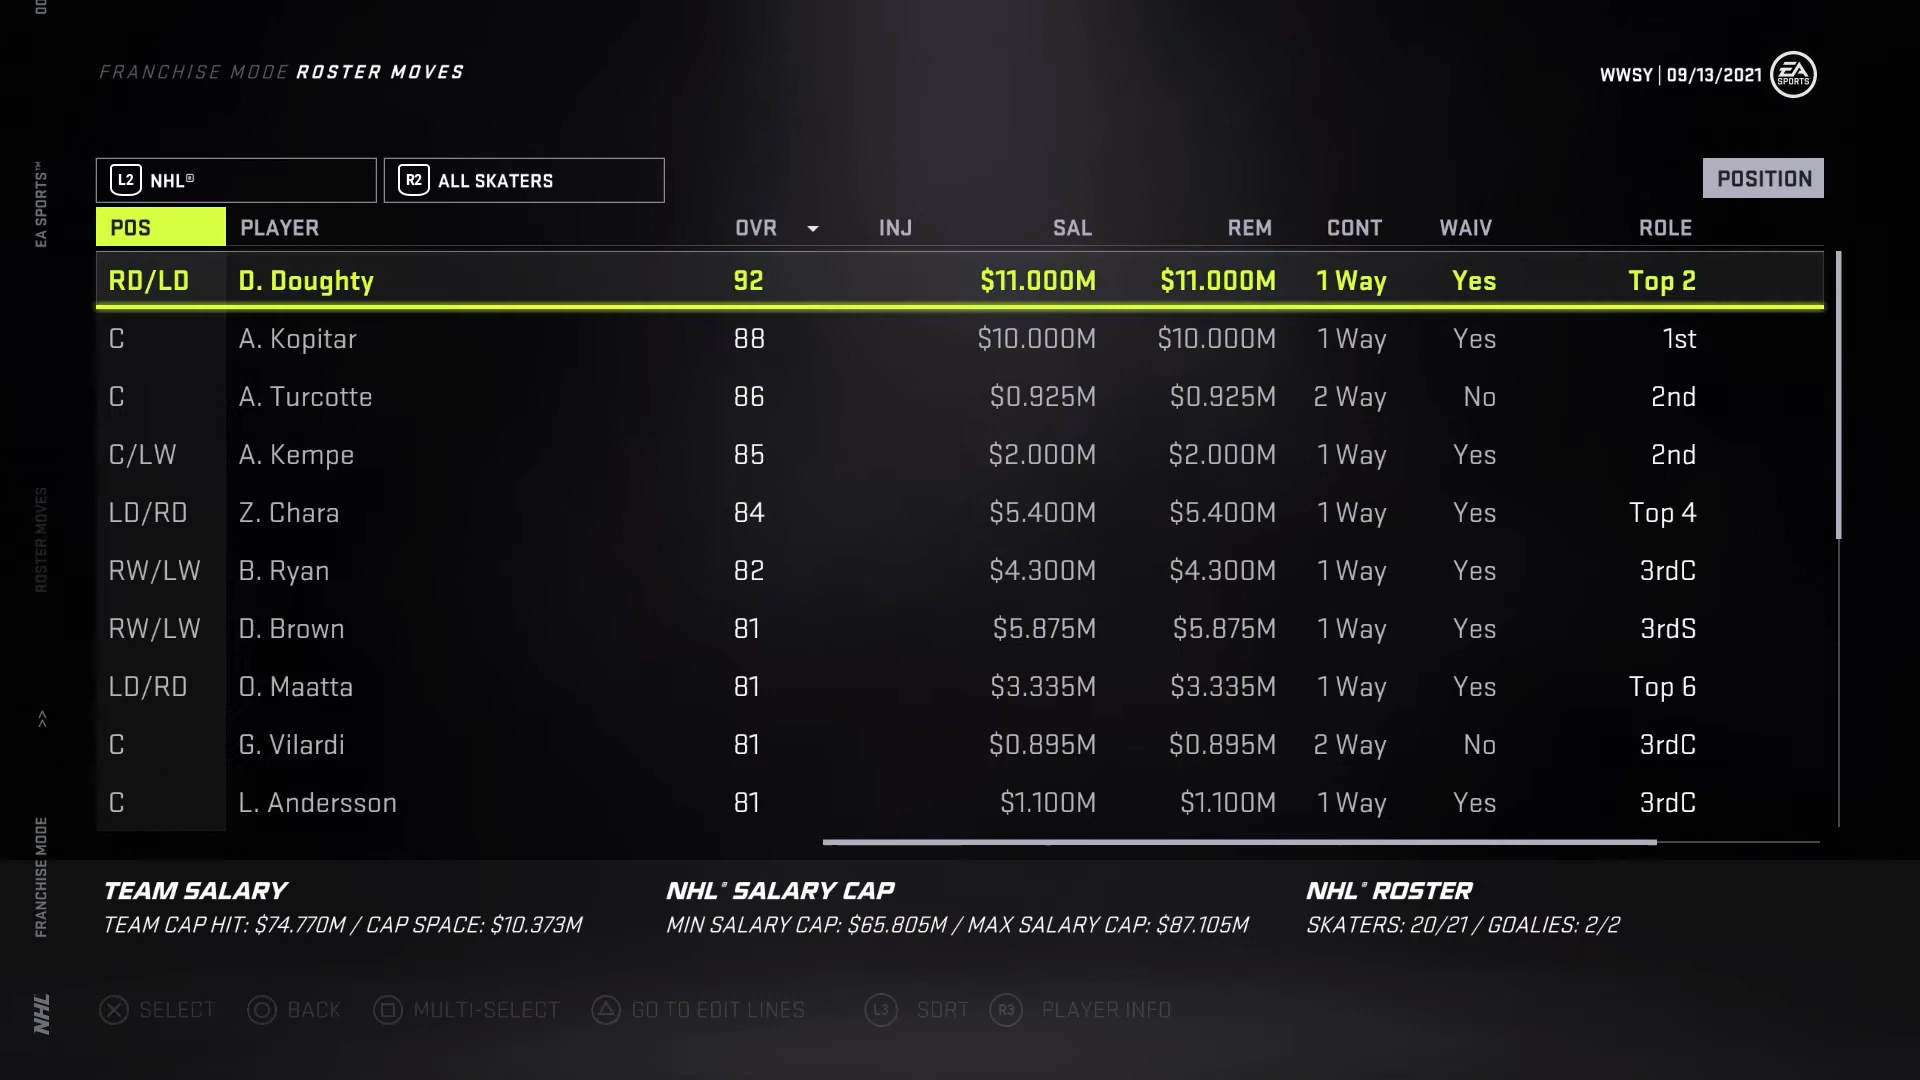 FRANCHISE MODE ROSTER MOVES
WWSY | 09/13/2021
EA SPORTS
L2 NHL®
R2 ALL SKATERS
POSITION
POS PLAYER OVR INJ SAL REM CONT WAIV ROLE
RD/LD D. Doughty 92 $11.000M $11.000M 1 Way Yes Top 2
C A. Kopitar 88 $10.000M $10.000M 1 Way Yes 1st
C A. Turcotte 86 $0.925M $0.925M 2 Way No 2nd
C/LW A. Kempe 85 $2.000M $2.000M 1 Way Yes 2nd
LD/RD Z. Chara 84 $5.400M $5.400M 1 Way Yes Top 4
RW/LW B. Ryan 82 $4.300M $4.300M 1 Way Yes 3rdC
RW/LW D. Brown 81 $5.875M $5.875M 1 Way Yes 3rdS
LD/RD O. Maatta 81 $3.335M $3.335M 1 Way Yes Top 6
C G. Vilardi 81 $0.895M $0.895M 2 Way No 3rdC
C L. Andersson 81 $1.100M $1.100M 1 Way Yes 3rdC
TEAM SALARY
TEAM CAP HIT: $74.770M / CAP SPACE: $10.373M
NHL® SALARY CAP
MIN SALARY CAP: $65.805M / MAX SALARY CAP: $87.105M
NHL® ROSTER
SKATERS: 20/21 / GOALIES: 2/2
SELECT BACK MULTI-SELECT GO TO EDIT LINES L3 SORT R3 PLAYER INFO
NHL
FRANCHISE MODE
>>
ROSTER MOVES
EA SPORTS™